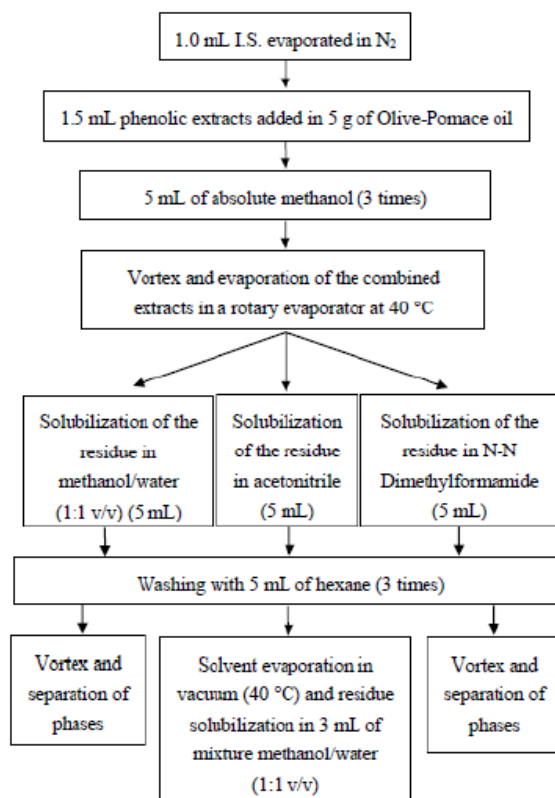 1.0 mL I.S. evaporated in N₂
1.5 mL phenolic extracts added in 5 g of Olive-Pomace oil
5 mL of absolute methanol (3 times)
Vortex and evaporation of the combined
extracts in a rotary evaporator at 40 °C
Solubilization of the
residue in
methanol/water
(1:1 v/v) (5 mL)
Solubilization
of the residue
in acetonitrile
(5 mL)
Solubilization of the
residue in N-N
Dimethylformamide
(5 mL)
Washing with 5 mL of hexane (3 times)
Vortex and
separation of
phases
Solvent evaporation in
vacuum (40 °C) and residue
solubilization in 3 mL of
mixture methanol/water
(1:1 v/v)
Vortex and
separation of
phases